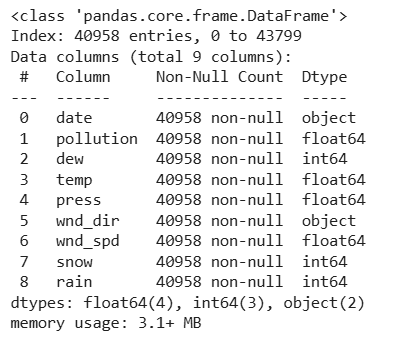 <class 'pandas.core.frame.DataFrame'>
Index: 40958 entries, 0 to 43799
Data columns (total 9 columns):
 #   Column     Non-Null Count  Dtype
---  ------     --------------  -----
 0   date       40958 non-null  object
 1   pollution  40958 non-null  float64
 2   dew        40958 non-null  int64
 3   temp       40958 non-null  float64
 4   press      40958 non-null  float64
 5   wnd_dir    40958 non-null  object
 6   wnd_spd    40958 non-null  float64
 7   snow       40958 non-null  int64
 8   rain       40958 non-null  int64
dtypes: float64(4), int64(3), object(2)
memory usage: 3.1+ MB